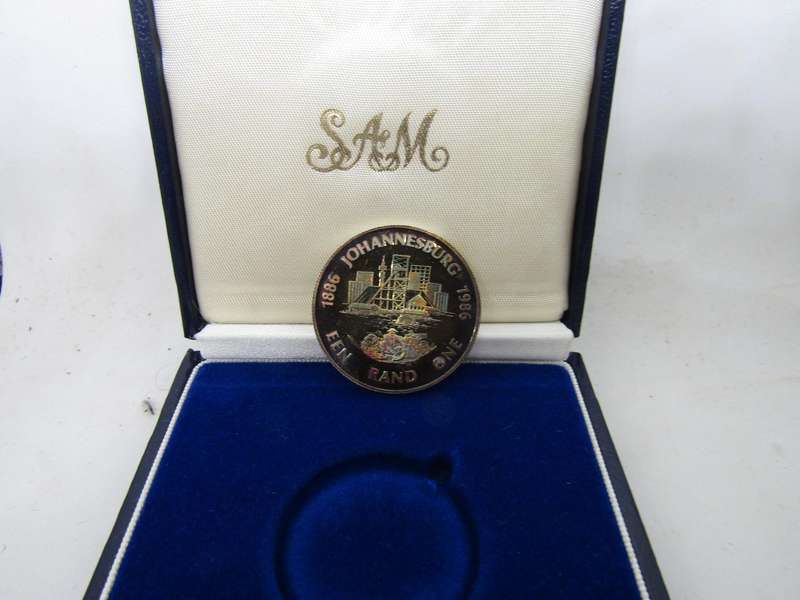 SAM
1886 JOHANNESBURG 1986
EEN RAND ONE